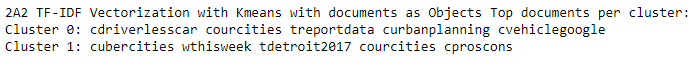 2A2 TF-IDF Vectorization with Kmeans with documents as Objects Top documents per cluster:
Cluster 0: cdriverlesscar courcities treportdata curbanplanning cvehiclegoogle
Cluster 1: cubercities wthisweek tdetroit2017 courcities cproscons